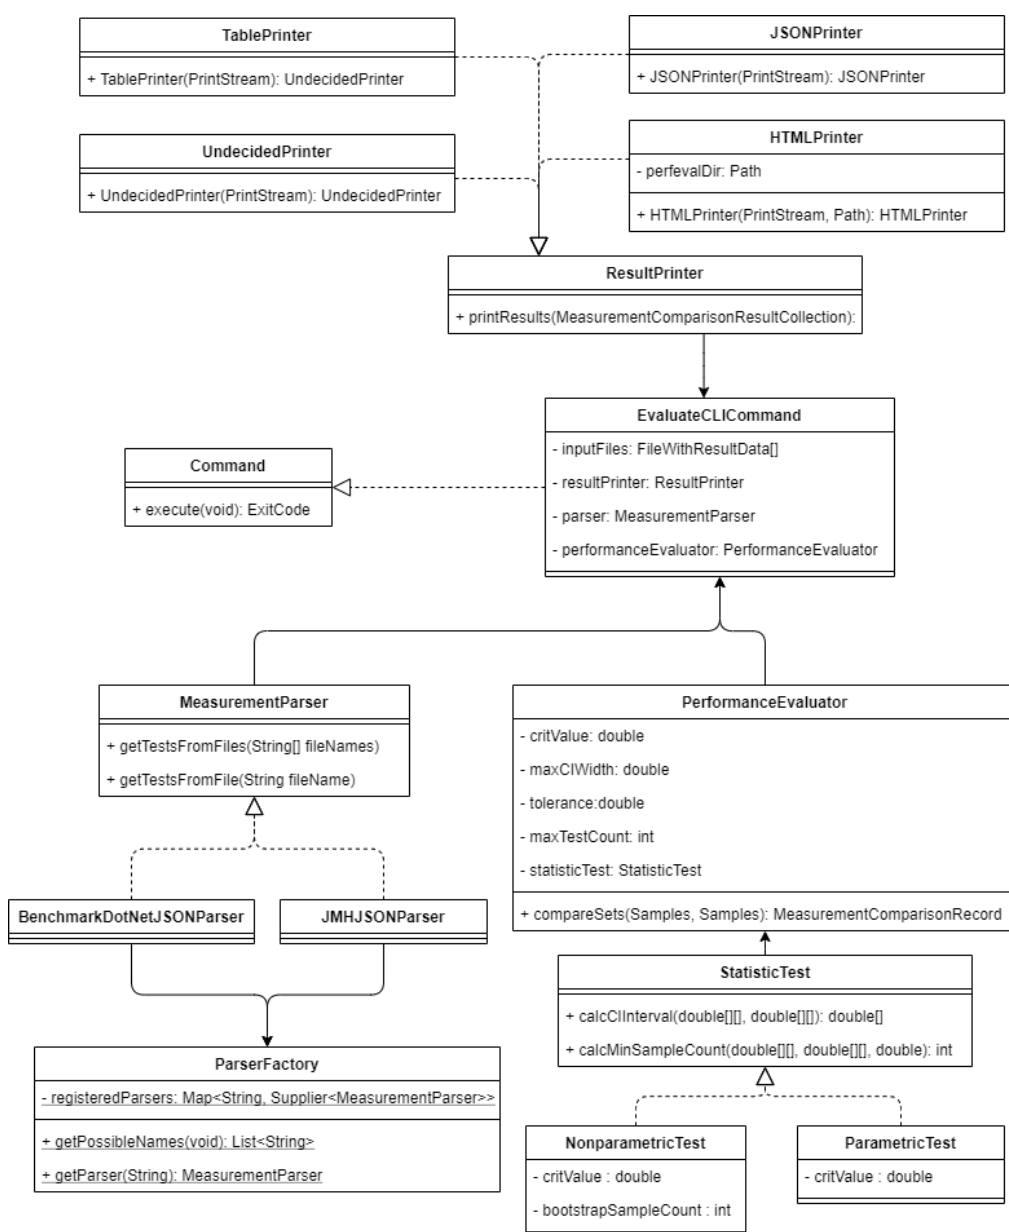 TablePrinter
+ TablePrinter(PrintStream): UndecidedPrinter
JSONPrinter
+ JSONPrinter(PrintStream): JSONPrinter
UndecidedPrinter
+ UndecidedPrinter(PrintStream): UndecidedPrinter
HTMLPrinter
- perfevalDir: Path
+ HTMLPrinter(PrintStream, Path): HTMLPrinter
ResultPrinter
+ printResults(MeasurementComparisonResultCollection):
EvaluateCLICommand
- inputFiles: FileWithResultData[]
- resultPrinter: ResultPrinter
- parser: MeasurementParser
- performanceEvaluator: PerformanceEvaluator
Command
+ execute(void): ExitCode
MeasurementParser
+ getTestsFromFiles(String[] fileNames)
+ getTestsFromFile(String fileName)
PerformanceEvaluator
- critValue: double
- maxCIWidth: double
- tolerance:double
- maxTestCount: int
- statisticTest: StatisticTest
+ compareSets(Samples, Samples): MeasurementComparisonRecord
BenchmarkDotNetJSONParser
JMHJSONParser
StatisticTest
+ calcCIInterval(double[][], double[][]): double[]
+ calcMinSampleCount(double[][], double[][], double): int
ParserFactory
- registeredParsers: Map<String, Supplier<MeasurementParser>>
+ getPossibleNames(void): List<String>
+ getParser(String): MeasurementParser
NonparametricTest
- critValue : double
- bootstrapSampleCount : int
ParametricTest
- critValue : double